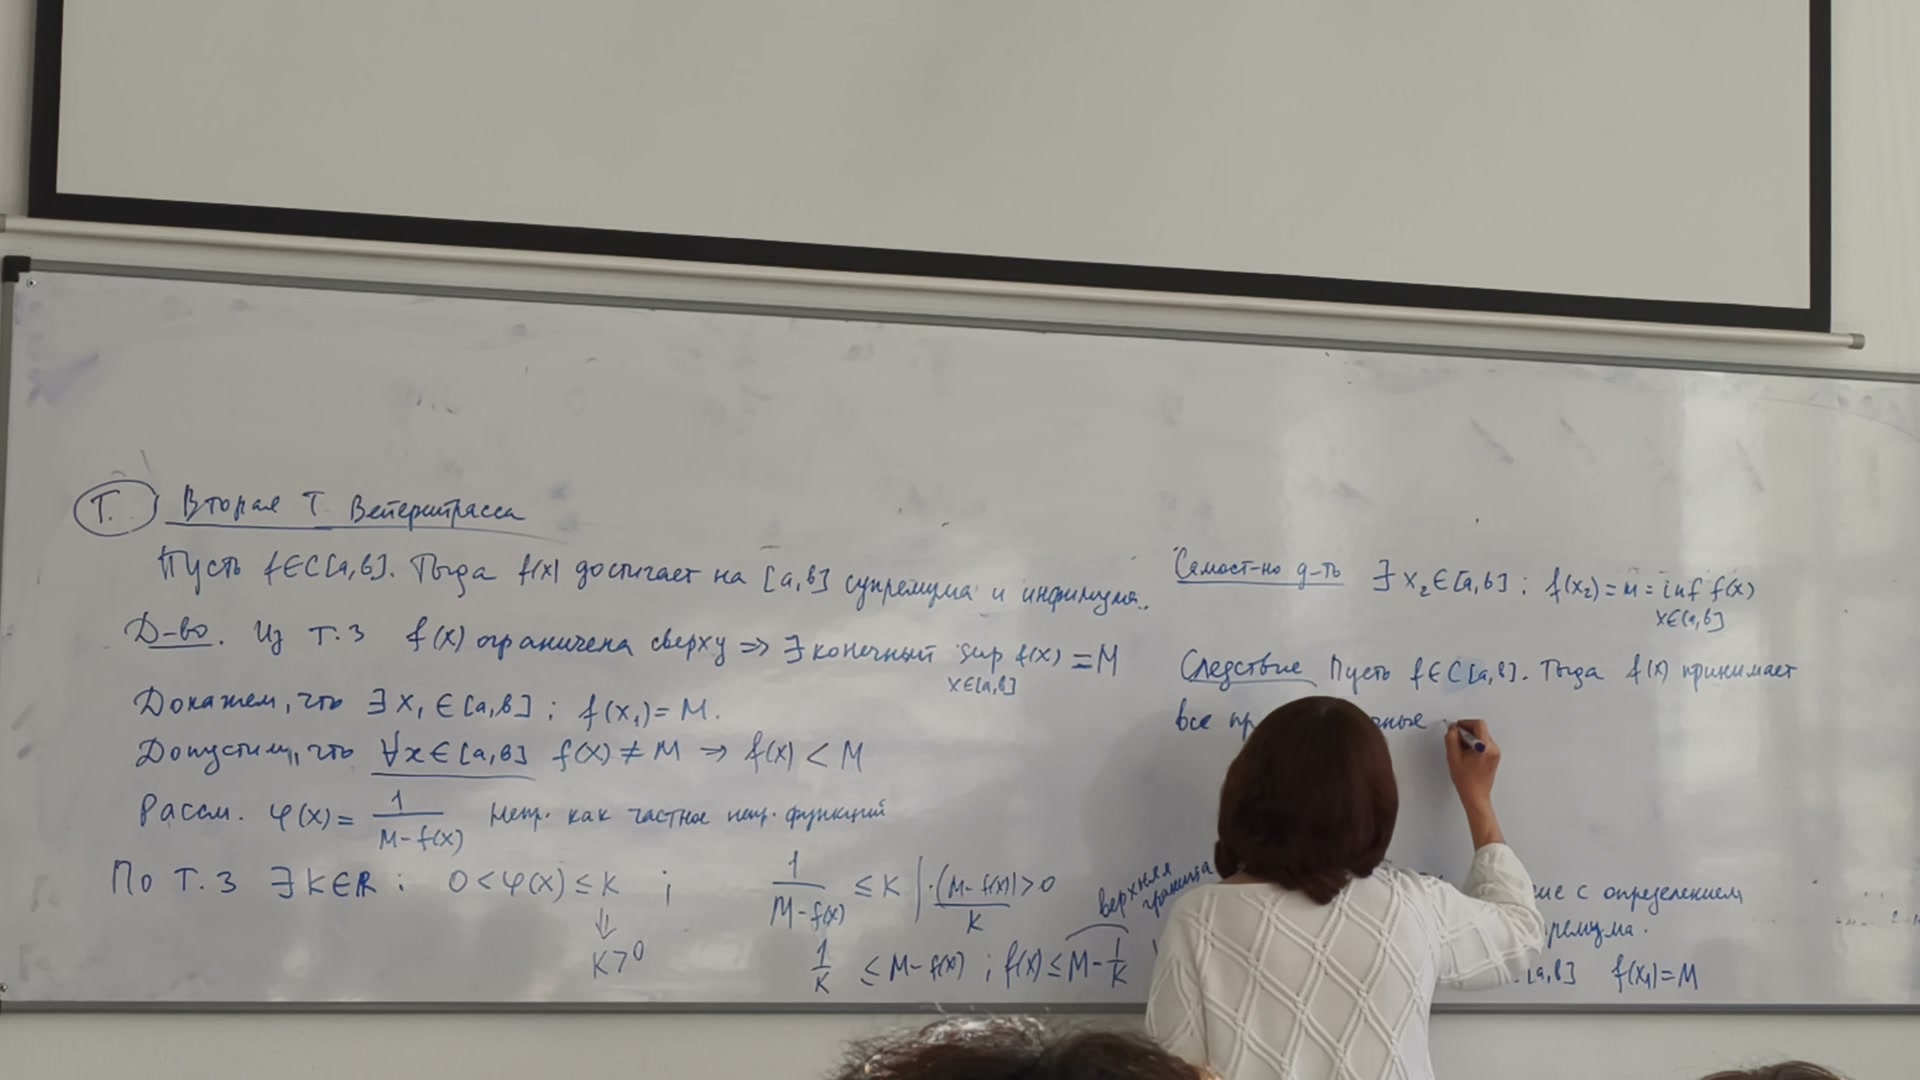 Т. Вторая Т. Вейерштрасса
Пусть f∈C[a,b]. Тогда f(x) достигает на [a,b] супремума и инфимума.
Д-во. Из Т.3 f(x) ограничена сверху ⇒ ∃ конечный sup f(x) = M
x∈[a,b]
Докажем, что ∃ x₁ ∈ [a,b] : f(x₁) = M.
Допустим, что ∀x∈[a,b] f(x) ≠ M ⇒ f(x) < M
Рассм. φ(x) = 1/(M-f(x)) непр. как частное непр. функций
По Т.3 ∃ K∈R : 0 < φ(x) ≤ K ; 1/(M-f(x)) ≤ K | ·(M-f(x))/K > 0
⇓
K > 0
верхняя
граница
1/K ≤ M-f(x) ; f(x) ≤ M - 1/K
Самост-но д-ть ∃ x₂∈[a,b] : f(x₂) = m = inf f(x)
x∈[a,b]
Следствие Пусть f∈C[a,b]. Тогда f(x) принимает
все
с определением
[a,b] f(x₁)=M